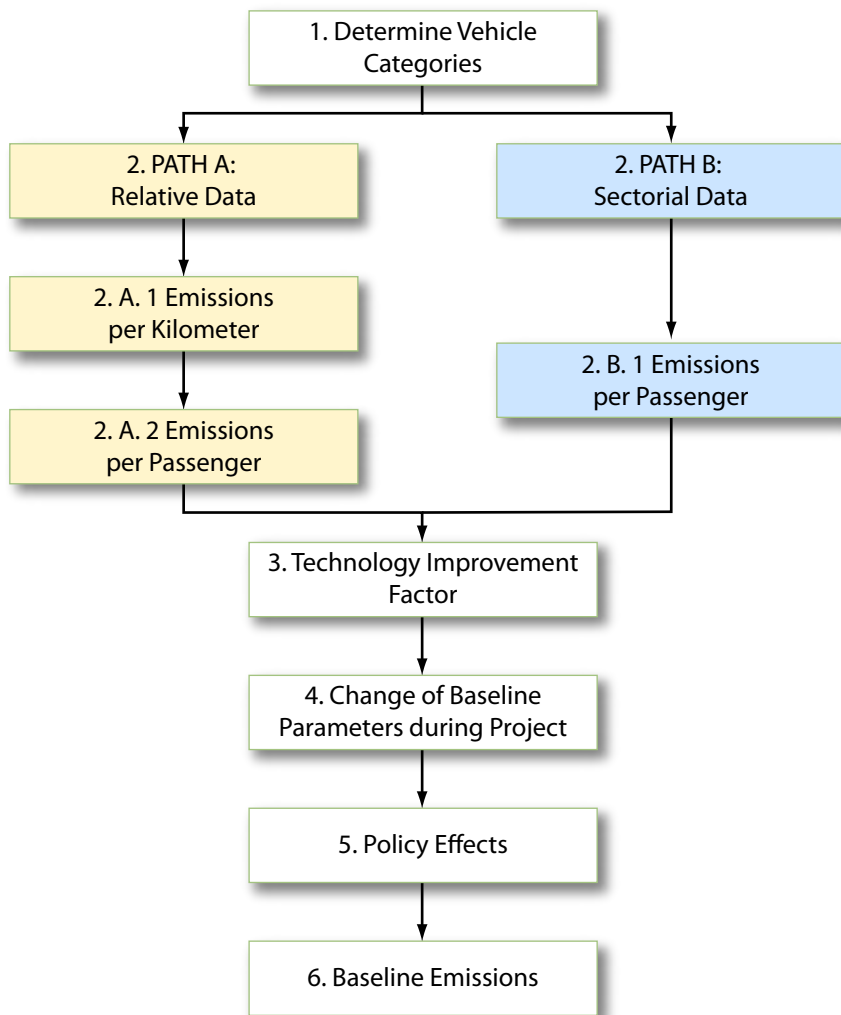 1. Determine Vehicle
Categories
2. PATH A:
Relative Data
2. PATH B:
Sectorial Data
2. A. 1 Emissions
per Kilometer
2. B. 1 Emissions
per Passenger
2. A. 2 Emissions
per Passenger
3. Technology Improvement
Factor
4. Change of Baseline
Parameters during Project
5. Policy Effects
6. Baseline Emissions